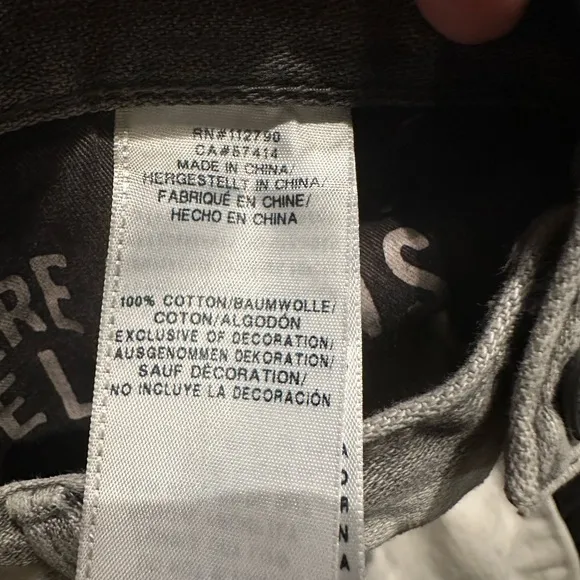 RN#112790
CA#57414
MADE IN CHINA/
HERGESTELLT IN CHINA/
FABRIQUÉ EN CHINE/
HECHO EN CHINA
100% COTTON/BAUMWOLLE/
COTON/ALGODÓN
EXCLUSIVE OF DECORATION/
AUSGENOMMEN DEKORATION/
SAUF DÉCORATION/
NO INCLUYE LA DECORACIÓN